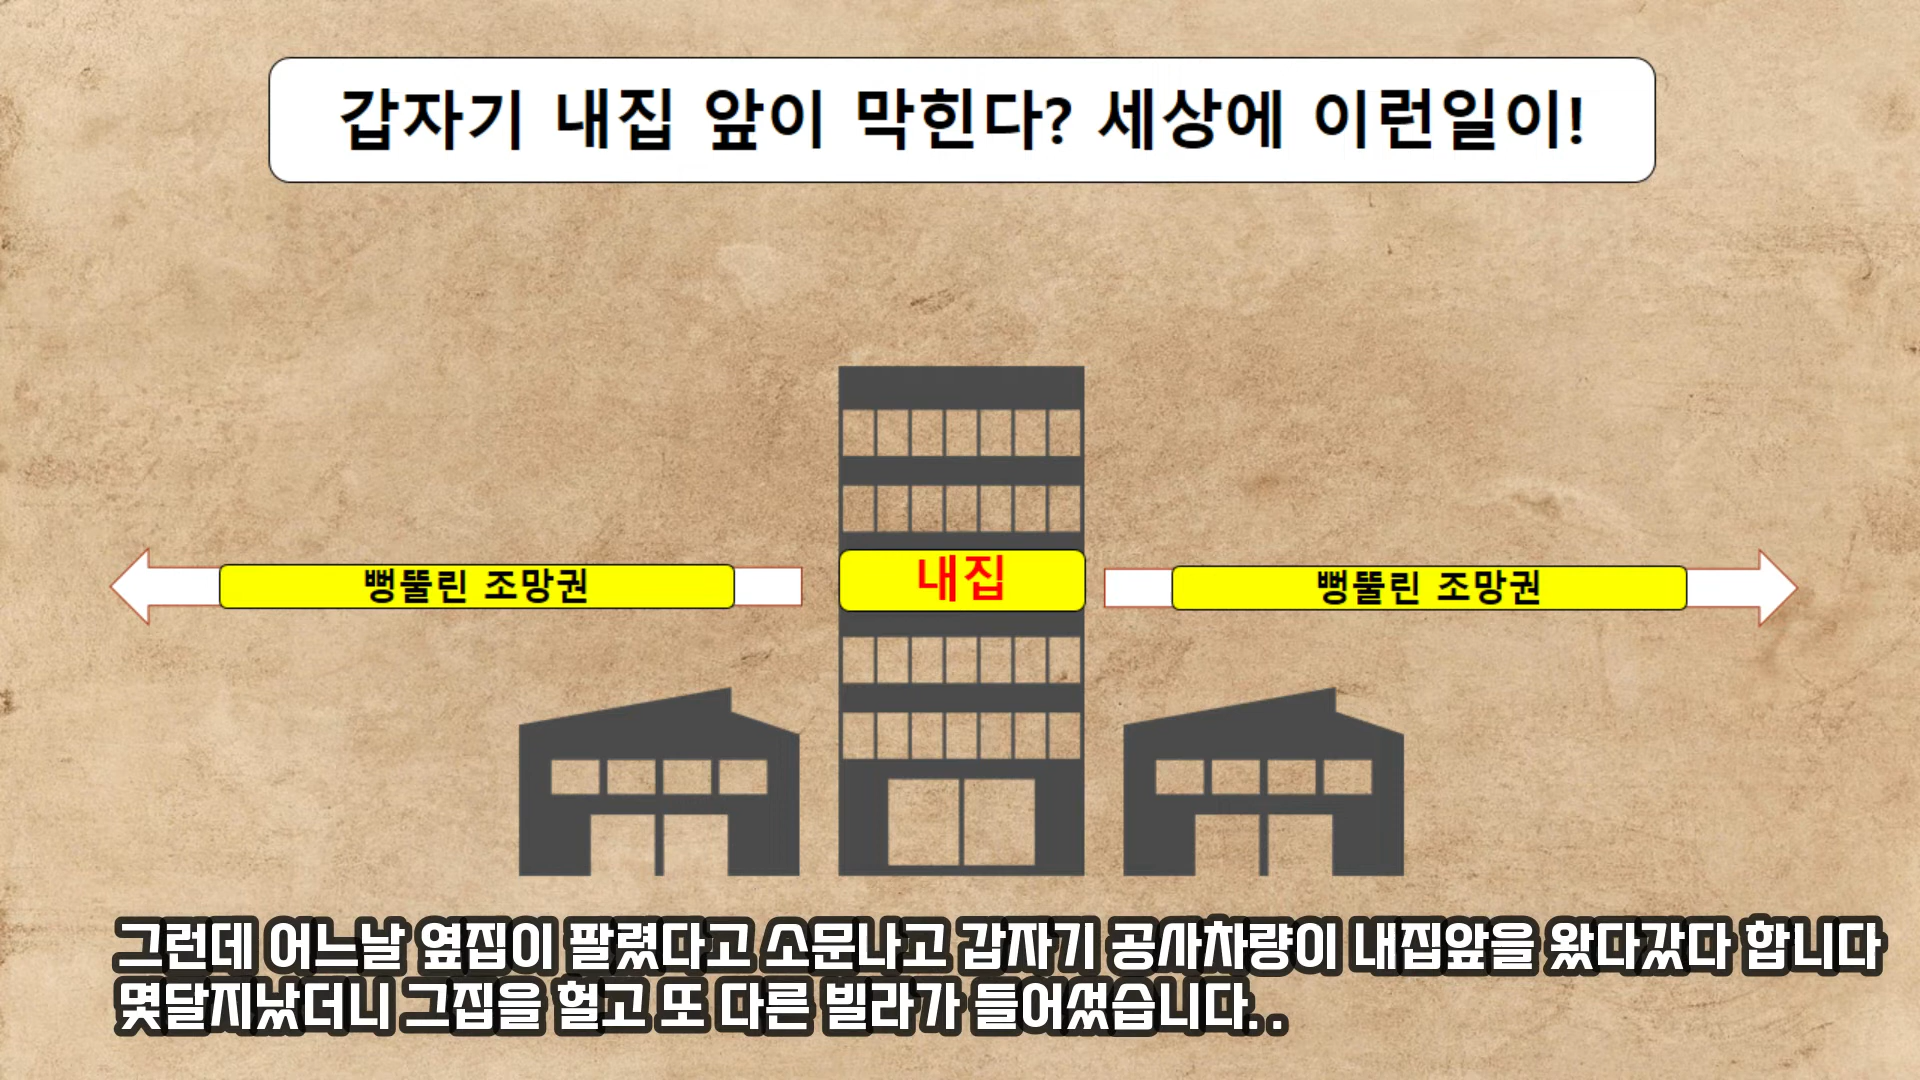 갑자기 내집 앞이 막힌다? 세상에 이런일이!
뻥뚫린 조망권
내집
뻥뚫린 조망권
그런데 어느날 옆집이 팔렸다고 소문나고 갑자기 공사차량이 내집앞을 왔다갔다 합니다
몇달지났더니 그집을 헐고 또 다른 빌라가 들어섰습니다..